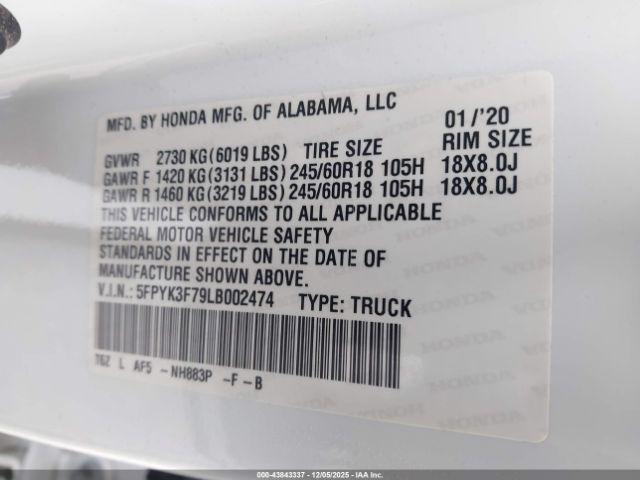 MFD. BY HONDA MFG. OF ALABAMA, LLC 01/'20
GVWR 2730 KG(6019 LBS) TIRE SIZE RIM SIZE
GAWR F 1420 KG(3131 LBS) 245/60R18 105H 18X8.0J
GAWR R 1460 KG(3219 LBS) 245/60R18 105H 18X8.0J
THIS VEHICLE CONFORMS TO ALL APPLICABLE
FEDERAL MOTOR VEHICLE SAFETY
STANDARDS IN EFFECT ON THE DATE OF
MANUFACTURE SHOWN ABOVE.
V.I.N.: 5FPYK3F79LB002474 TYPE: TRUCK
TGZ L AF5 -NH883P -F-B
000-43843337 - 12/05/2025 - IAA Inc.